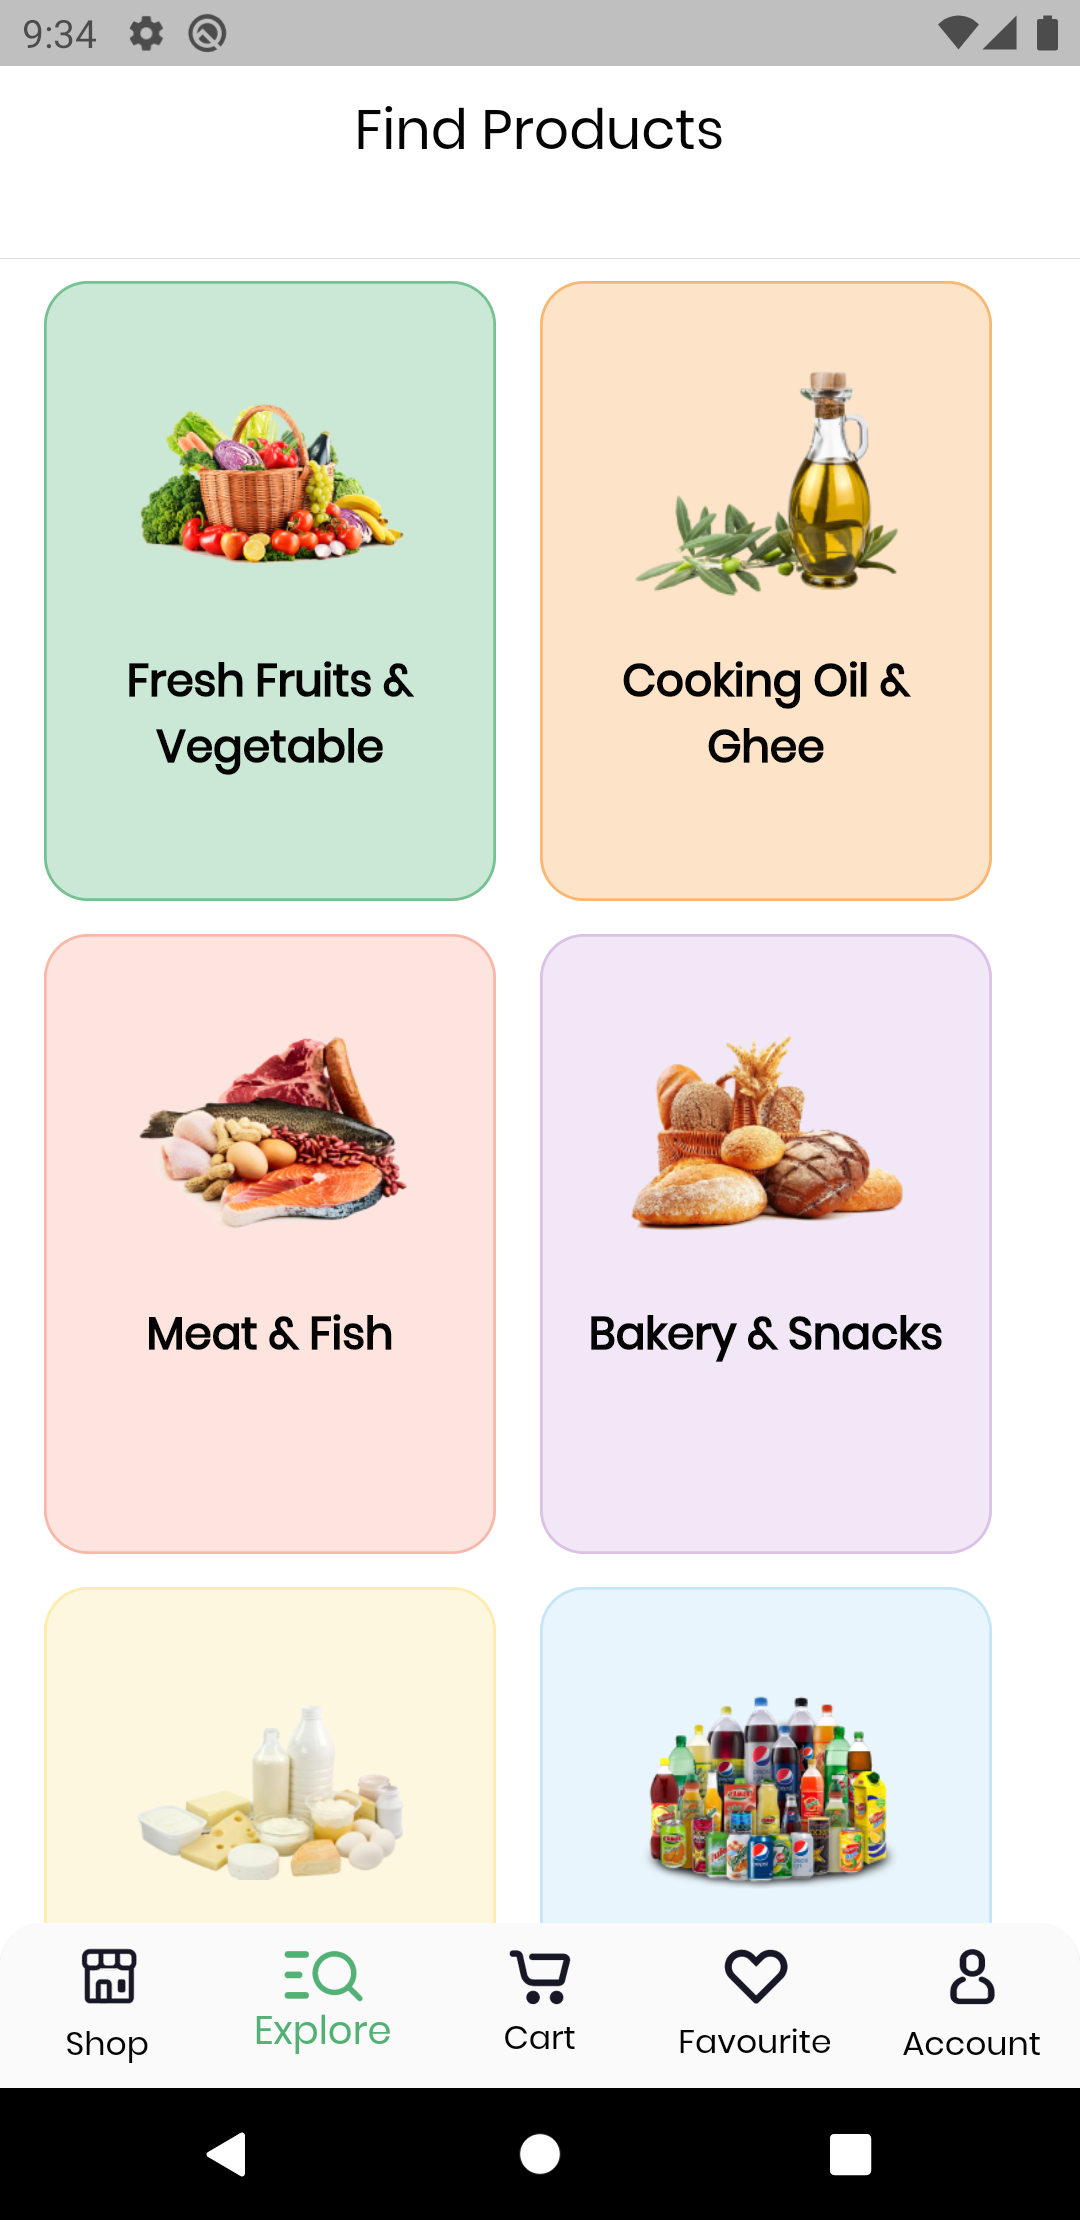 9:34
Find Products
Fresh Fruits &
Vegetable
Cooking Oil &
Ghee
Meat & Fish
Bakery & Snacks
Shop
Explore
Cart
Favourite
Account